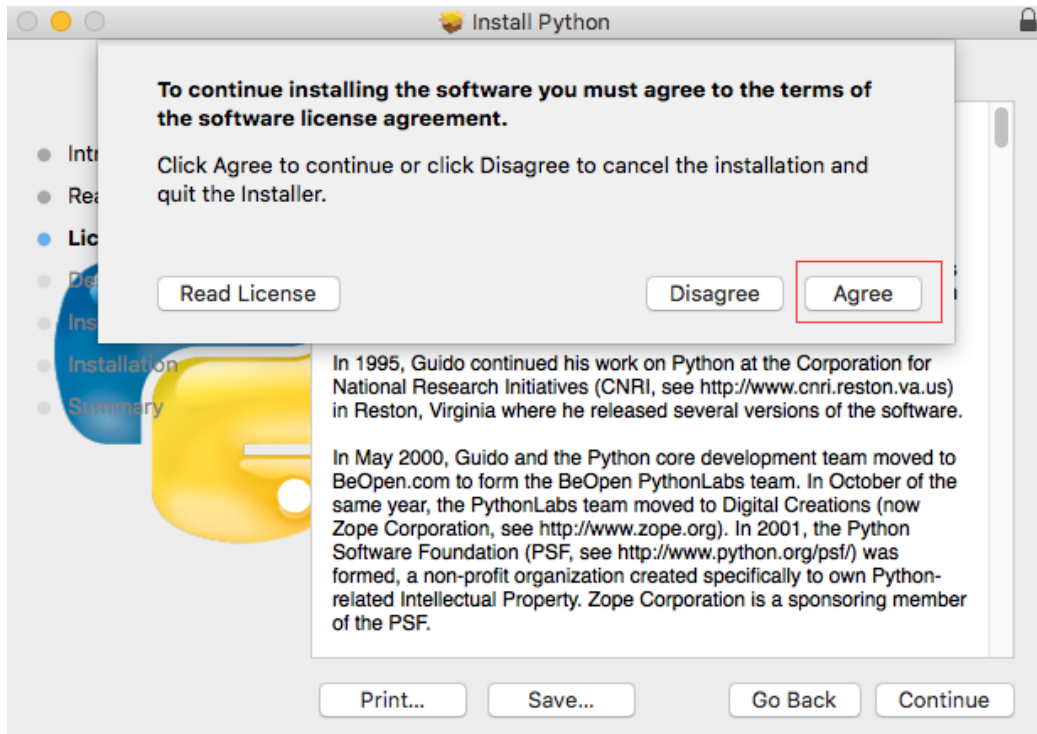 Install Python
To continue installing the software you must agree to the terms of
the software license agreement.
Click Agree to continue or click Disagree to cancel the installation and
quit the Installer.
Read License
Disagree
Agree
Lic
Ins
Installation
Summary
In 1995, Guido continued his work on Python at the Corporation for
National Research Initiatives (CNRI, see http://www.cnri.reston.va.us)
in Reston, Virginia where he released several versions of the software.
In May 2000, Guido and the Python core development team moved to
BeOpen.com to form the BeOpen PythonLabs team. In October of the
same year, the PythonLabs team moved to Digital Creations (now
Zope Corporation, see http://www.zope.org). In 2001, the Python
Software Foundation (PSF, see http://www.python.org/psf/) was
formed, a non-profit organization created specifically to own Python-
related Intellectual Property. Zope Corporation is a sponsoring member
of the PSF.
Print...
Save...
Go Back
Continue